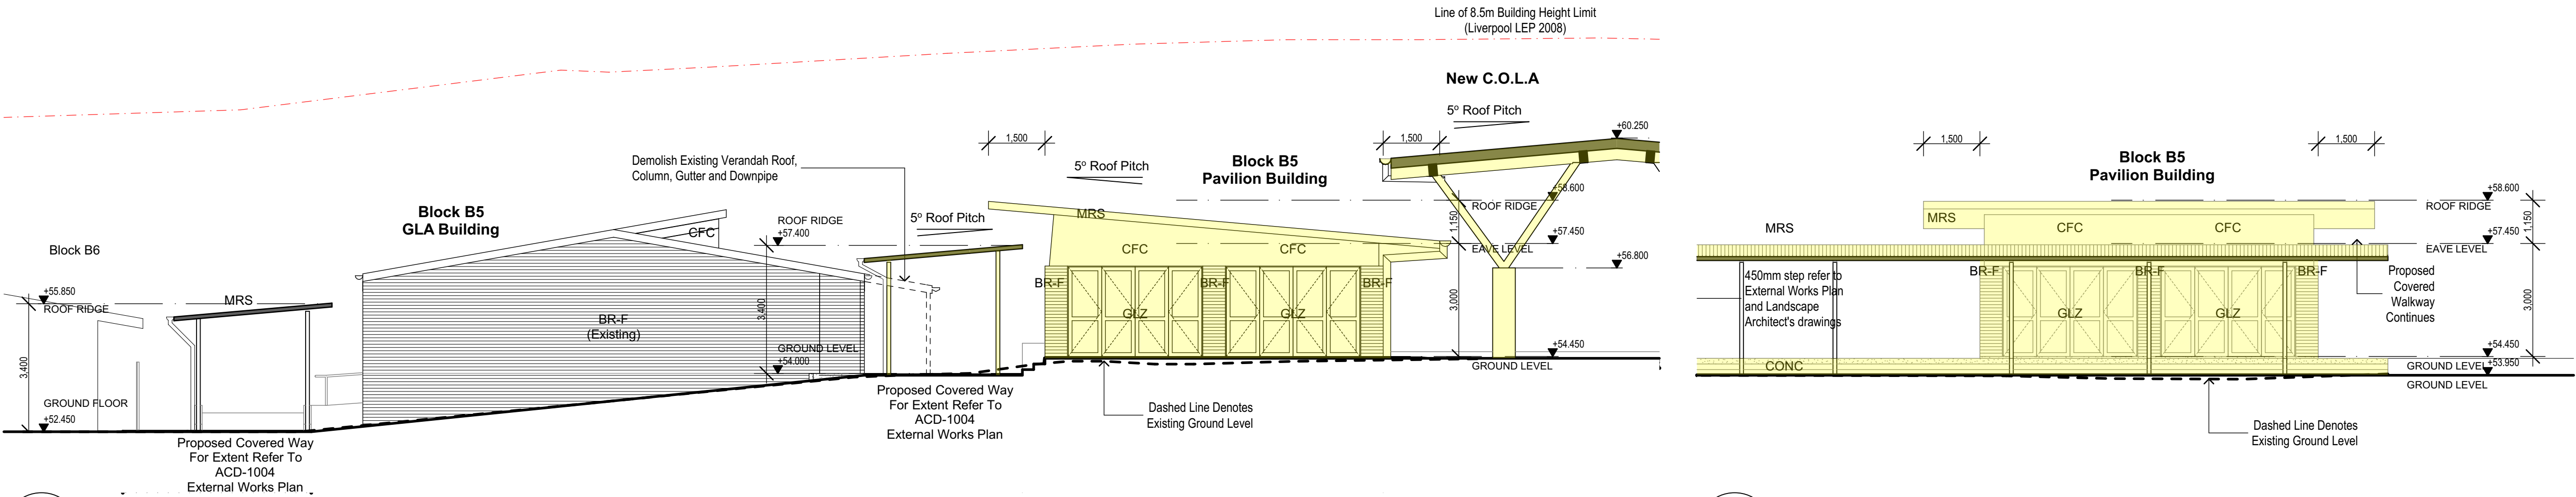 Line of 8.5m Building Height Limit
(Liverpool LEP 2008)
New C.O.L.A
5º Roof Pitch
+60.250
1,500
1,500
Demolish Existing Verandah Roof,
Column, Gutter and Downpipe
5º Roof Pitch
Block B5
Pavilion Building
+58.600
ROOF RIDGE
1,150
+57.450
EAVE LEVEL
+56.800
3,000
+54.450
GROUND LEVEL
Block B5
GLA Building
CFC
ROOF RIDGE
+57.400
5º Roof Pitch
MRS
CFC
CFC
BR-F
BR-F
BR-F
GLZ
GLZ
Block B6
+55.850
ROOF RIDGE
MRS
3,400
BR-F
(Existing)
3,400
GROUND LEVEL
+54.000
GROUND FLOOR
+52.450
Proposed Covered Way
For Extent Refer To
ACD-1004
External Works Plan
Proposed Covered Way
For Extent Refer To
ACD-1004
External Works Plan
Dashed Line Denotes
Existing Ground Level
1,500
1,500
Block B5
Pavilion Building
+58.600
ROOF RIDGE
1,150
MRS
MRS
CFC
CFC
+57.450
EAVE LEVEL
450mm step refer to
External Works Plan
and Landscape
Architect's drawings
BR-F
BR-F
BR-F
GLZ
GLZ
Proposed
Covered
Walkway
Continues
3,000
CONC
+54.450
GROUND LEVEL
+53.950
GROUND LEVEL
Dashed Line Denotes
Existing Ground Level